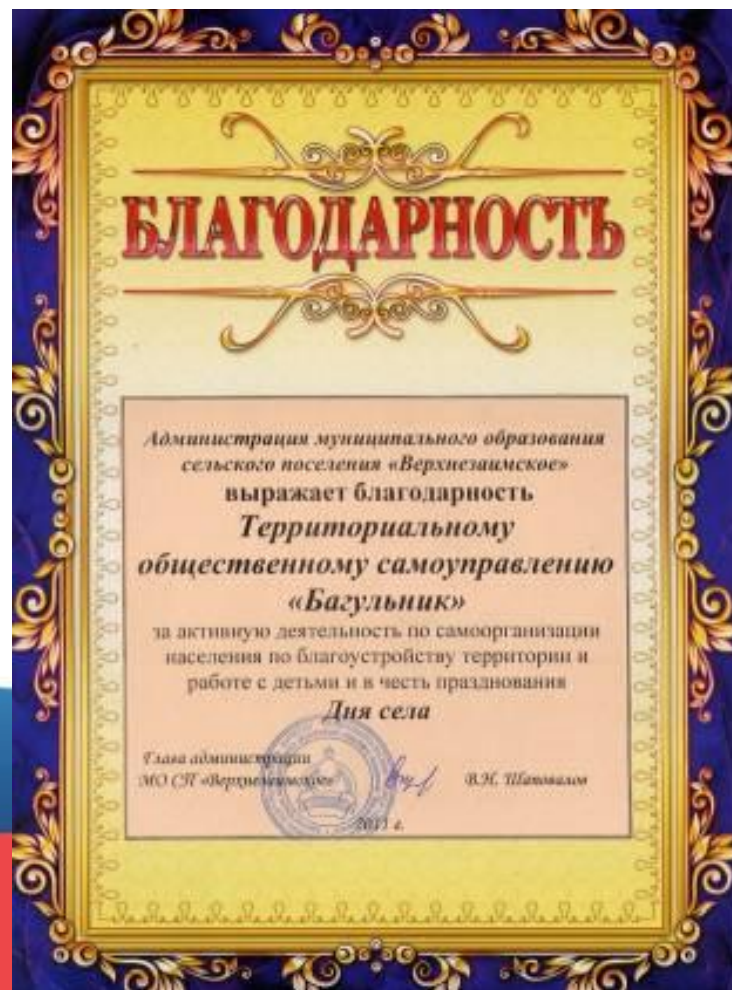 БЛАГОДАРНОСТЬ
Администрация муниципального образования
сельского поселения «Верхнезаимское»
выражает благодарность
Территориальному
общественному самоуправлению
«Багульник»
за активную деятельность по самоорганизации
населения по благоустройству территории и
работе с детьми и в честь празднования
Дня села
Глава администрации
МО СП «Верхнезаимское» В.Н. Шаповалов
г.